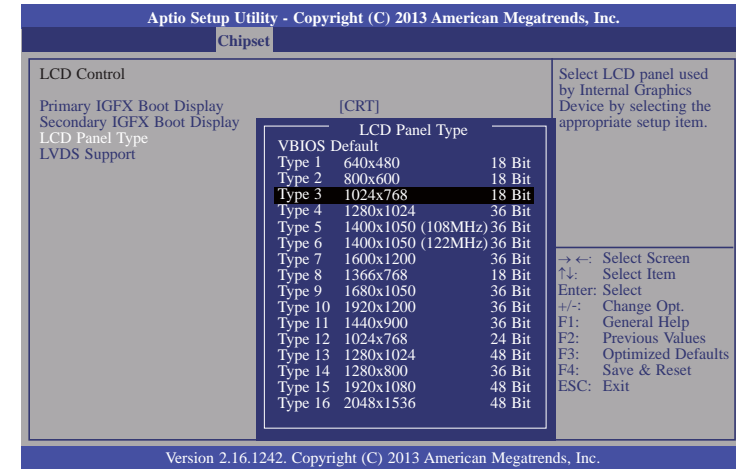 Aptio Setup Utility - Copyright (C) 2013 American Megatrends, Inc.
Chipset
LCD Control
Primary IGFX Boot Display [CRT]
Secondary IGFX Boot Display
LCD Panel Type
LVDS Support
LCD Panel Type
VBIOS Default
Type 1 640x480 18 Bit
Type 2 800x600 18 Bit
Type 3 1024x768 18 Bit
Type 4 1280x1024 36 Bit
Type 5 1400x1050 (108MHz) 36 Bit
Type 6 1400x1050 (122MHz) 36 Bit
Type 7 1600x1200 36 Bit
Type 8 1366x768 18 Bit
Type 9 1680x1050 36 Bit
Type 10 1920x1200 36 Bit
Type 11 1440x900 36 Bit
Type 12 1024x768 24 Bit
Type 13 1280x1024 48 Bit
Type 14 1280x800 36 Bit
Type 15 1920x1080 48 Bit
Type 16 2048x1536 48 Bit
Select LCD panel used
by Internal Graphics
Device by selecting the
appropriate setup item.
→ ←: Select Screen
↑↓: Select Item
Enter: Select
+/-: Change Opt.
F1: General Help
F2: Previous Values
F3: Optimized Defaults
F4: Save & Reset
ESC: Exit
Version 2.16.1242. Copyright (C) 2013 American Megatrends, Inc.